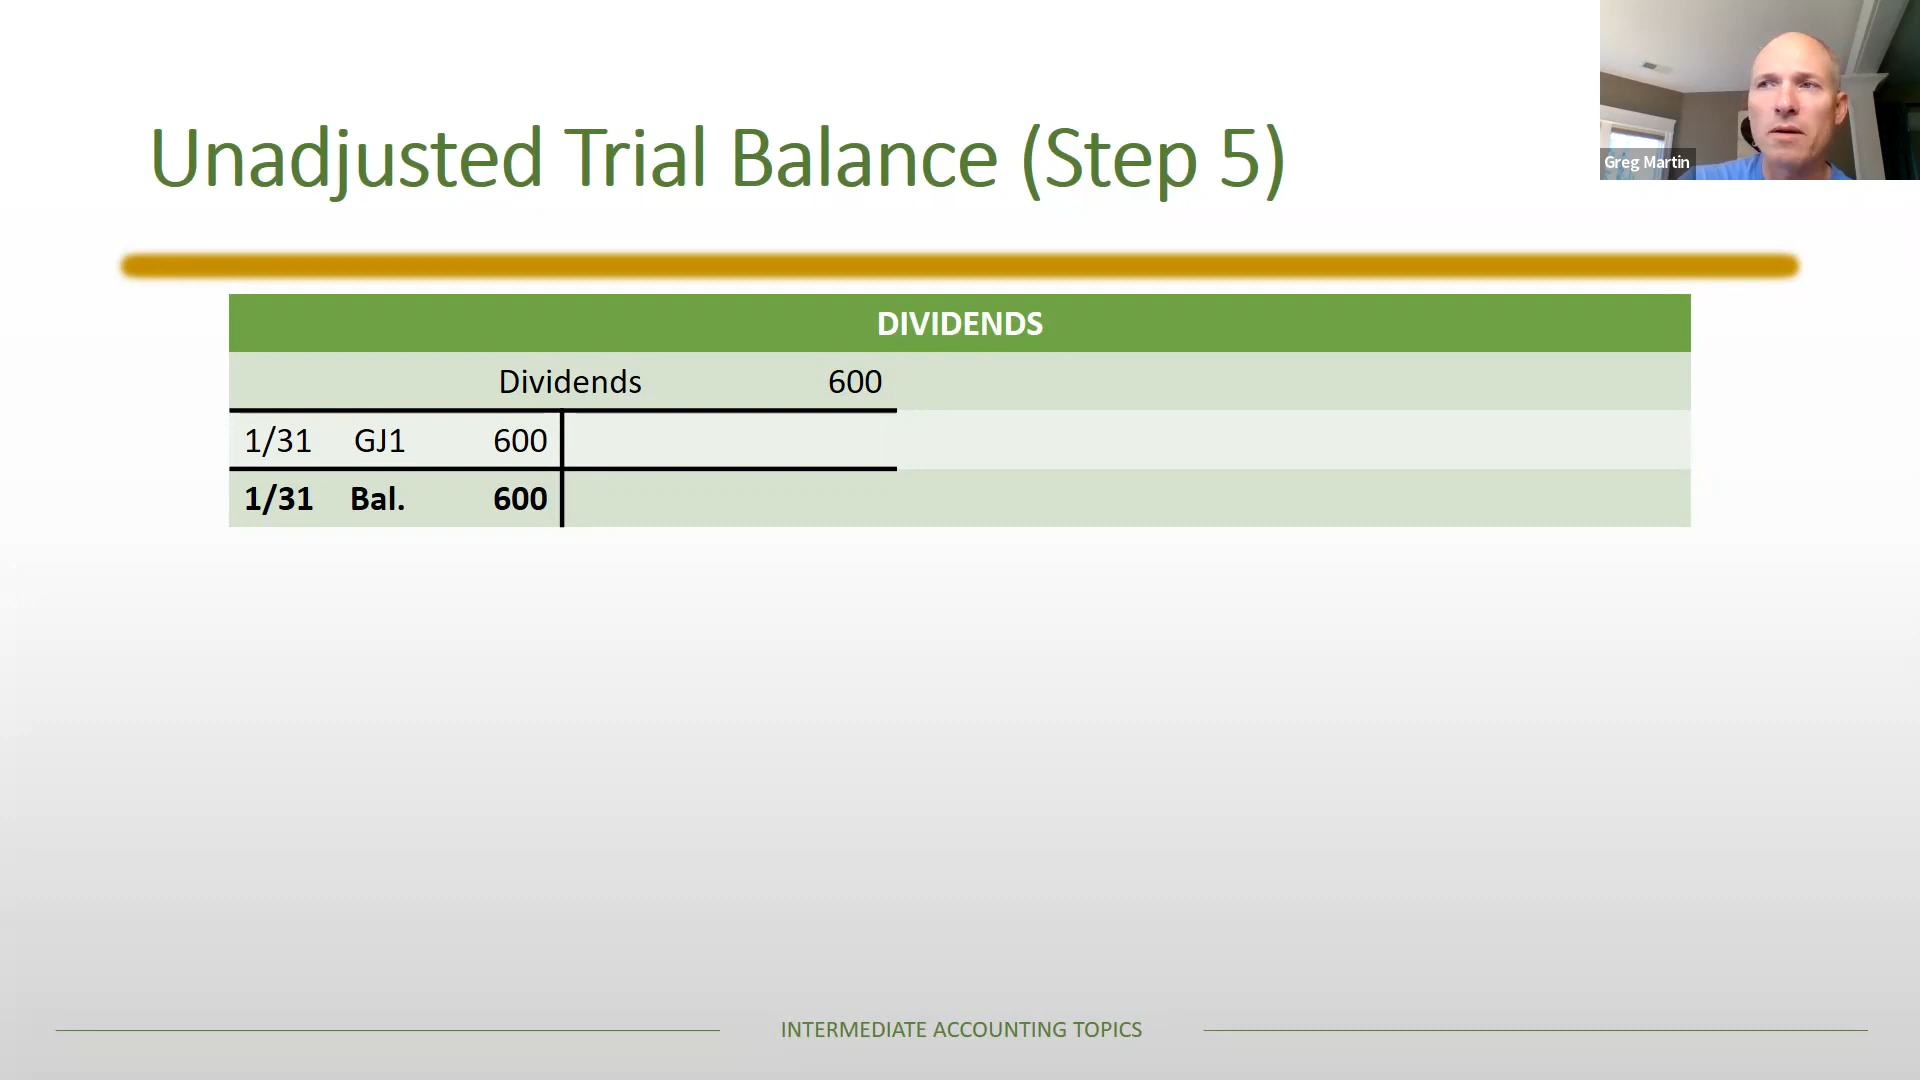 Unadjusted Trial Balance (Step 5)
Greg Martin
DIVIDENDS
Dividends 600
1/31 GJ1 600
1/31 Bal. 600
INTERMEDIATE ACCOUNTING TOPICS